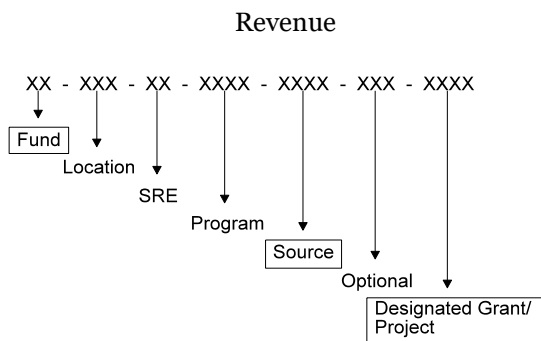 Revenue
XX - XXX - XX - XXXX - XXXX - XXX - XXXX
Fund
Location
SRE
Program
Source
Optional
Designated Grant/
Project